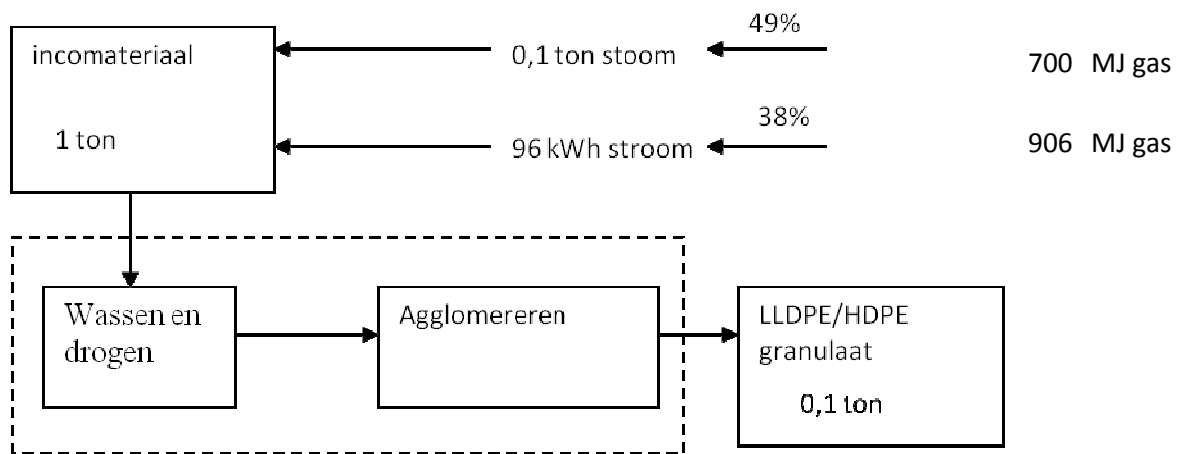 49%
incomateriaal
0,1 ton stoom
700 MJ gas
38%
1 ton
96 kWh stroom
906 MJ gas
Wassen en
drogen
Agglomereren
LLDPE/HDPE
granulaat
0,1 ton